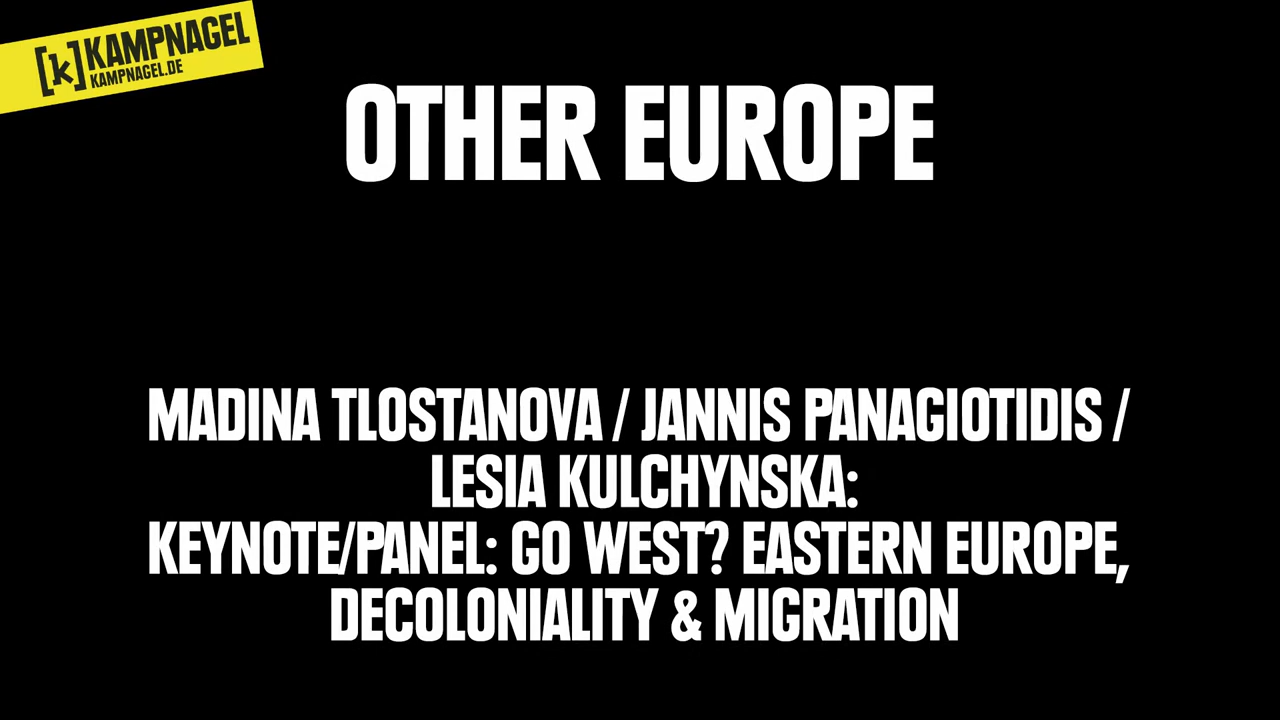 [k] KAMPNAGEL
KAMPNAGEL.DE
OTHER EUROPE
MADINA TLOSTANOVA / JANNIS PANAGIOTIDIS /
LESIA KULCHYNSKA:
KEYNOTE/PANEL: GO WEST? EASTERN EUROPE,
DECOLONIALITY & MIGRATION